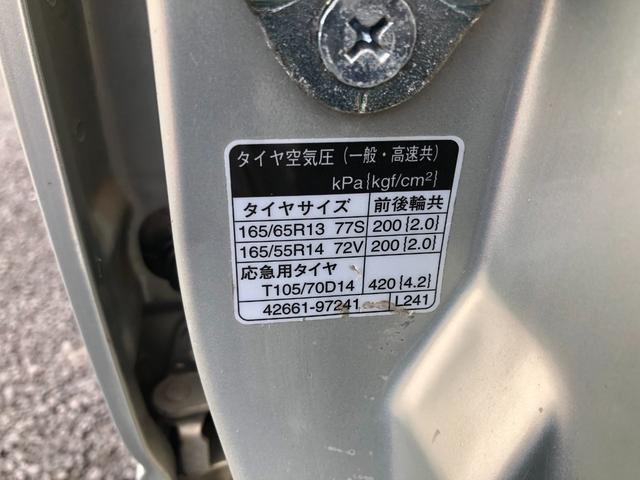 タイヤ空気圧（一般・高速共）
kPa{kgf/cm²}
タイヤサイズ 前後輪共
165/65R13 77S 200{2.0}
165/55R14 72V 200{2.0}
応急用タイヤ
T105/70D14 420{4.2}
42661-97241 L241